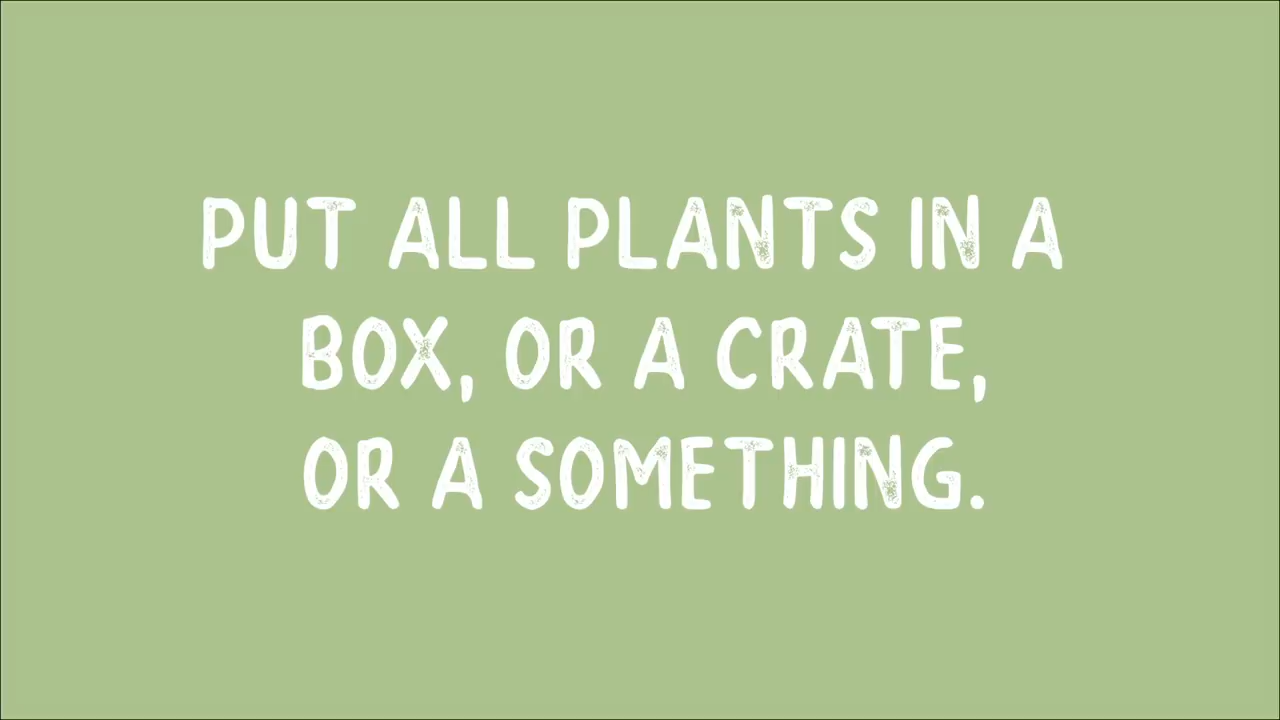 PUT ALL PLANTS IN A
BOX, OR A CRATE,
OR A SOMETHING.